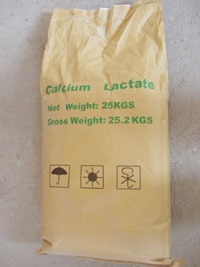 Calcium Lactate
Net Weight: 25KGS
Gross Weight: 25.2 KGS